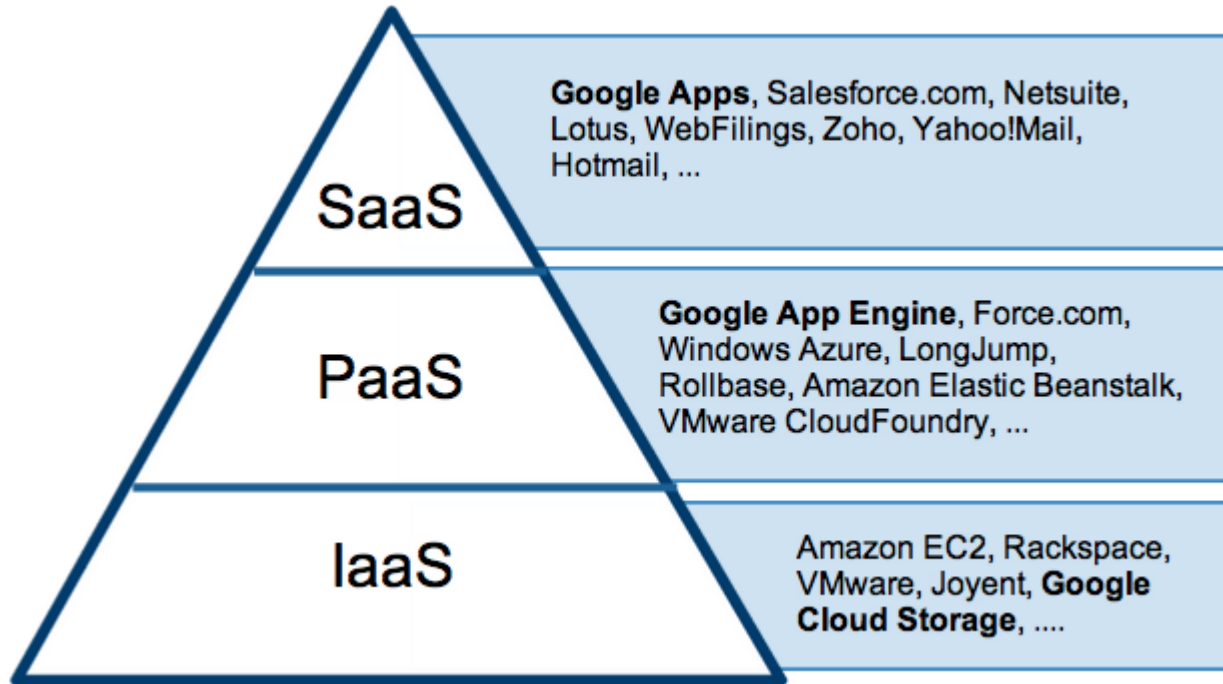 SaaS
Google Apps, Salesforce.com, Netsuite,
Lotus, WebFilings, Zoho, Yahoo!Mail,
Hotmail, ...
PaaS
Google App Engine, Force.com,
Windows Azure, LongJump,
Rollbase, Amazon Elastic Beanstalk,
VMware CloudFoundry, ...
IaaS
Amazon EC2, Rackspace,
VMware, Joyent, Google
Cloud Storage, ....